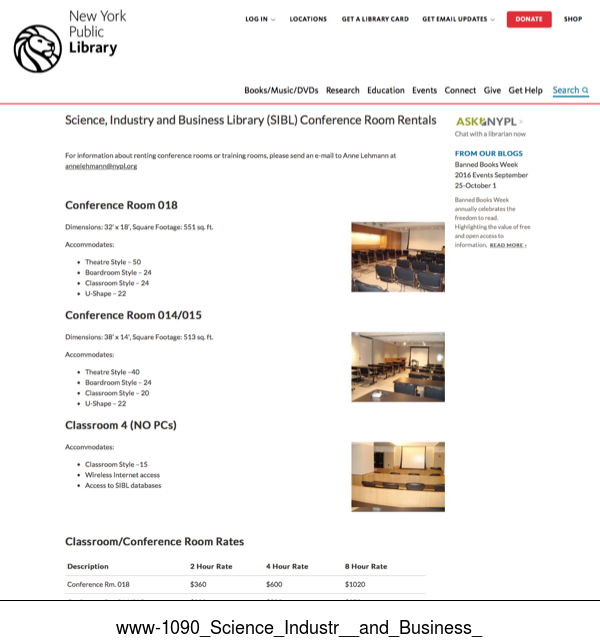 New York
Public
Library
LOG IN
LOCATIONS
GET A LIBRARY CARD
GET EMAIL UPDATES
DONATE
SHOP
Books/Music/DVDs Research Education Events Connect Give Get Help Search
Science, Industry and Business Library (SIBL) Conference Room Rentals
For information about renting conference rooms or training rooms, please send an e-mail to Anne Lehmann at
annelehmann@nypl.org
Conference Room 018
Dimensions: 32' x 18', Square Footage: 551 sq. ft.
Accommodates:
• Theatre Style – 50
• Boardroom Style – 24
• Classroom Style – 24
• U-Shape – 22
Conference Room 014/015
Dimensions: 38' x 14', Square Footage: 513 sq. ft.
Accommodates:
• Theatre Style –40
• Boardroom Style – 24
• Classroom Style – 20
• U-Shape – 22
Classroom 4 (NO PCs)
Accommodates:
• Classroom Style –15
• Wireless Internet access
• Access to SIBL databases
Classroom/Conference Room Rates
Description 2 Hour Rate 4 Hour Rate 8 Hour Rate
Conference Rm. 018 $360 $600 $1020
ASK NYPL >
Chat with a librarian now
FROM OUR BLOGS
Banned Books Week
2016 Events September
25-October 1
Banned Books Week
annually celebrates the
freedom to read.
Highlighting the value of free
and open access to
information, READ MORE ›
www-1090_Science_Industr__and_Business_